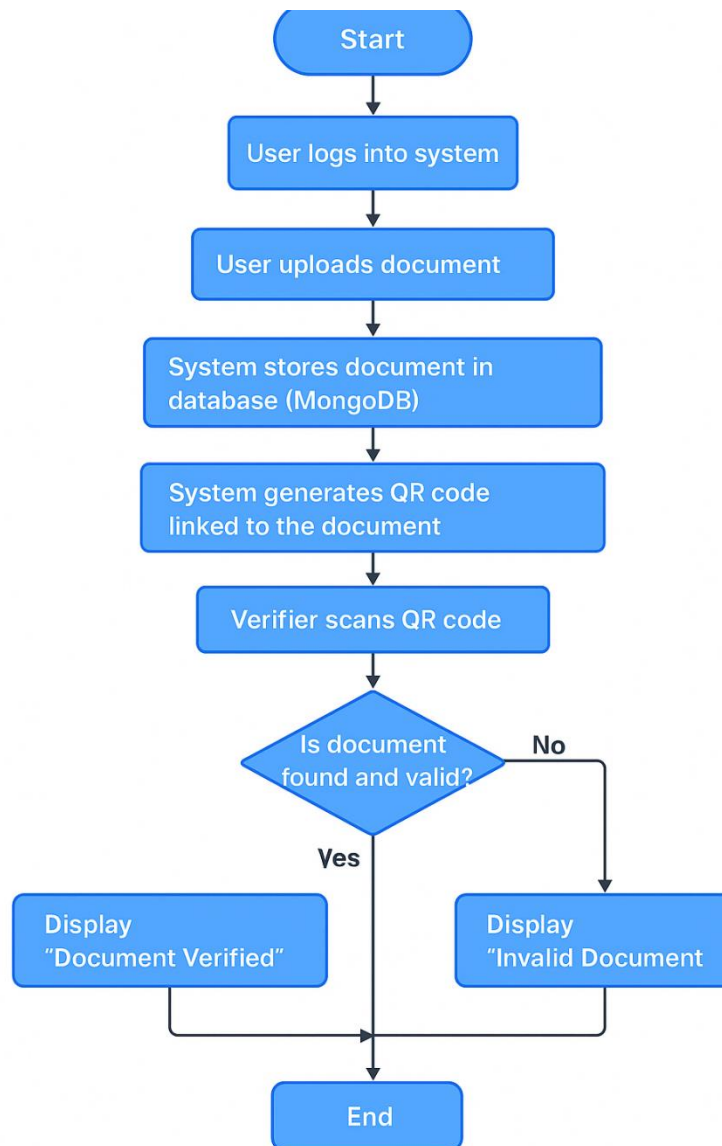 Start
User logs into system
User uploads document
System stores document in
database (MongoDB)
System generates QR code
linked to the document
Verifier scans QR code
Is document
found and valid?
No
Yes
Display
"Document Verified"
Display
"Invalid Document
End